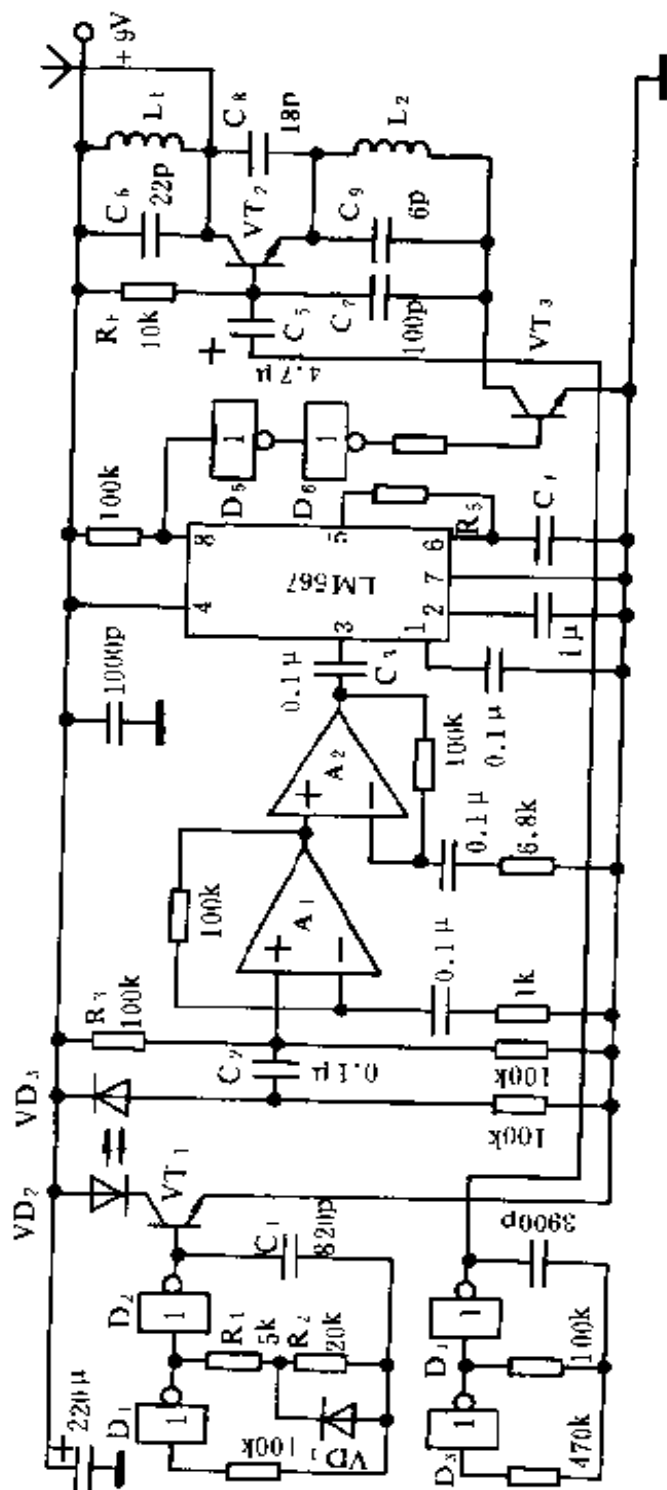 220μ
VD₂
VD₃
D₁
1
D₂
1
100k
VD₁
R₁
5k
R₂
20k
VT₁
C₁
820p
D₃
1
1
470k
100k
3900p
R₃
100k
C₂
0.1μ
100k
100k
A₁
+
−
100k
0.1μ
1k
A₂
+
−
100k
0.1μ
6.8k
0.1μ
C₃
1000p
LM567
4
8
3
5
1
2
7
6
100k
0.1μ
1μ
R₅
D₅
1
D₆
1
VT₃
+
4.7μ
C₅
10k
C₆
22p
VT₂
C₇
100p
L₁
C₈
18p
C₉
6p
L₂
+9V